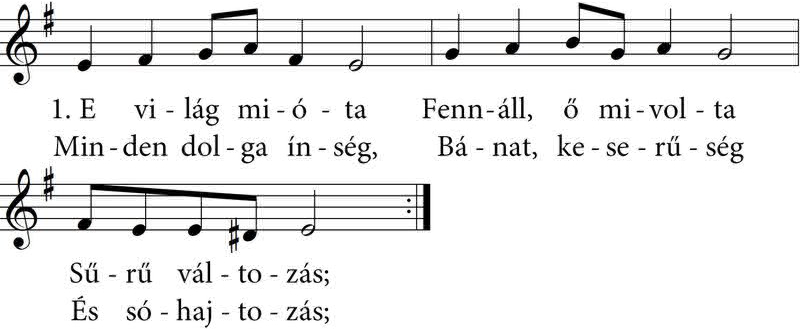 1. E vi - lág mi - ó - ta Fenn - áll, ő mi - vol - ta
Min - den dol - ga ín - ség, Bá - nat, ke - se - rű - ség
Sű - rű vál - to - zás;
És só - haj - to - zás;